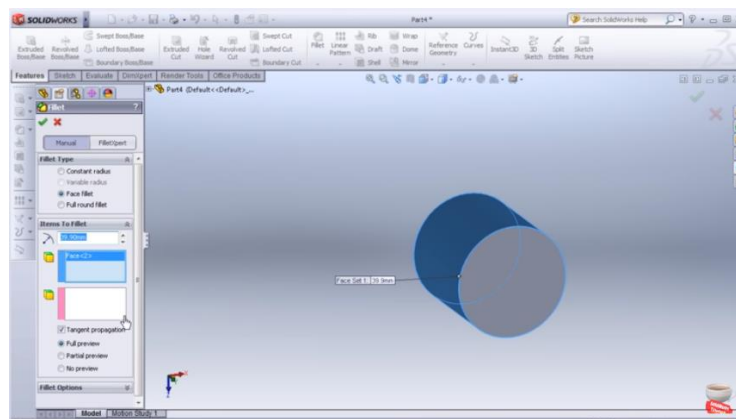 SOLIDWORKS
Part4 *
Search SolidWorks Help
Extruded Boss/Base
Revolved Boss/Base
Swept Boss/Base
Lofted Boss/Base
Boundary Boss/Base
Extruded Cut
Hole Wizard
Revolved Cut
Swept Cut
Lofted Cut
Boundary Cut
Fillet
Linear Pattern
Rib
Draft
Shell
Wrap
Dome
Mirror
Reference Geometry
Curves
Instant3D
3D Sketch
Split Entities
Sketch Picture
Features
Sketch
Evaluate
DimXpert
Render Tools
Office Products
Part4 (Default<<Default>_...
Fillet
?
Manual
FilletXpert
Fillet Type
Constant radius
Variable radius
Face fillet
Full round fillet
Items To Fillet
39.90mm
Face<2>
Tangent propagation
Full preview
Partial preview
No preview
Fillet Options
Face Set 1: 39.9mm
Model
Motion Study 1